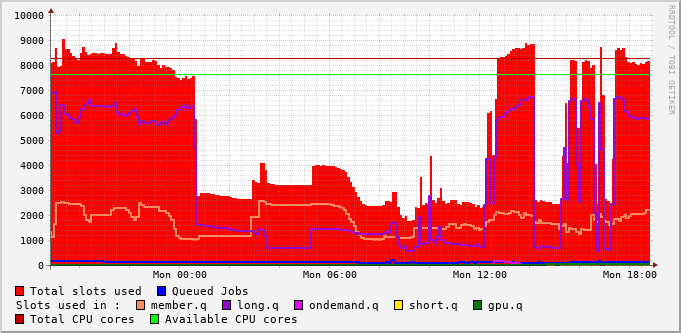 10000
9000
8000
7000
6000
5000
4000
3000
2000
1000
0
Mon 00:00 Mon 06:00 Mon 12:00 Mon 18:00
RRDTOOL / TOBI OETIKER
Total slots used Queued Jobs
Slots used in : member.q long.q ondemand.q short.q gpu.q
Total CPU cores Available CPU cores